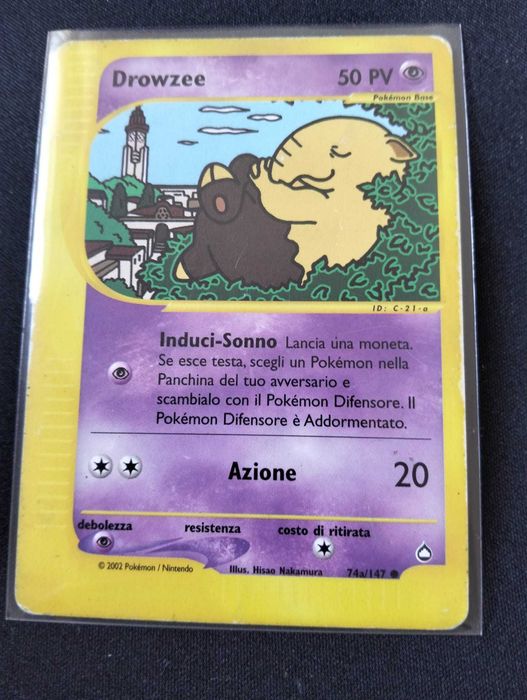 Drowzee 50 PV
Pokémon Base
ID: C-21-a
Induci-Sonno Lancia una moneta.
Se esce testa, scegli un Pokémon nella
Panchina del tuo avversario e
scambialo con il Pokémon Difensore. Il
Pokémon Difensore è Addormentato.
Azione 20
debolezza resistenza costo di ritirata
© 2002 Pokémon / Nintendo Illus. Hisao Nakamura 74a/147